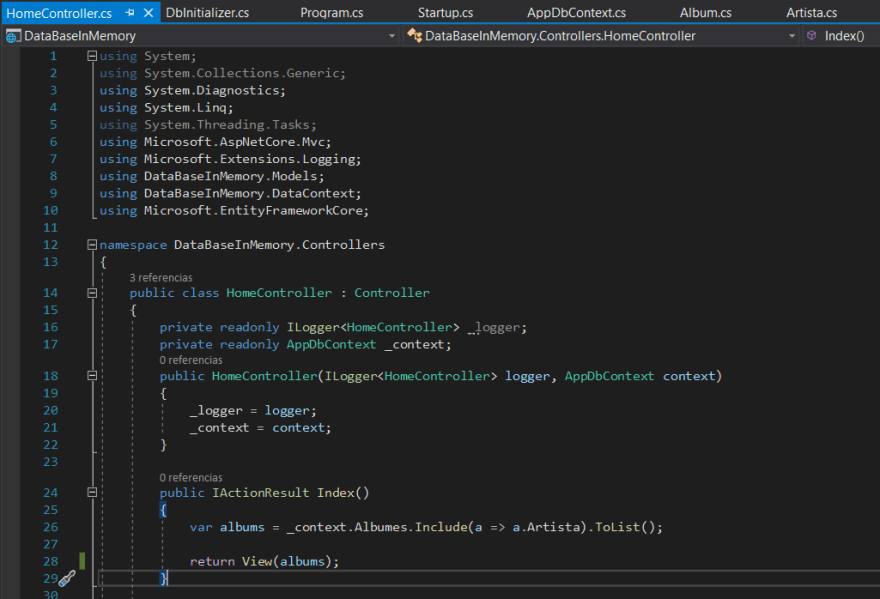 HomeController.cs DbInitializer.cs Program.cs Startup.cs AppDbContext.cs Album.cs Artista.cs
DataBaseInMemory DataBaseInMemory.Controllers.HomeController Index()
1 using System;
2 using System.Collections.Generic;
3 using System.Diagnostics;
4 using System.Linq;
5 using System.Threading.Tasks;
6 using Microsoft.AspNetCore.Mvc;
7 using Microsoft.Extensions.Logging;
8 using DataBaseInMemory.Models;
9 using DataBaseInMemory.DataContext;
10 using Microsoft.EntityFrameworkCore;
11
12 namespace DataBaseInMemory.Controllers
13 {
3 referencias
14 public class HomeController : Controller
15 {
16 private readonly ILogger<HomeController> _logger;
17 private readonly AppDbContext _context;
0 referencias
18 public HomeController(ILogger<HomeController> logger, AppDbContext context)
19 {
20 _logger = logger;
21 _context = context;
22 }
23
0 referencias
24 public IActionResult Index()
25 {
26 var albums = _context.Albumes.Include(a => a.Artista).ToList();
27
28 return View(albums);
29 }
30